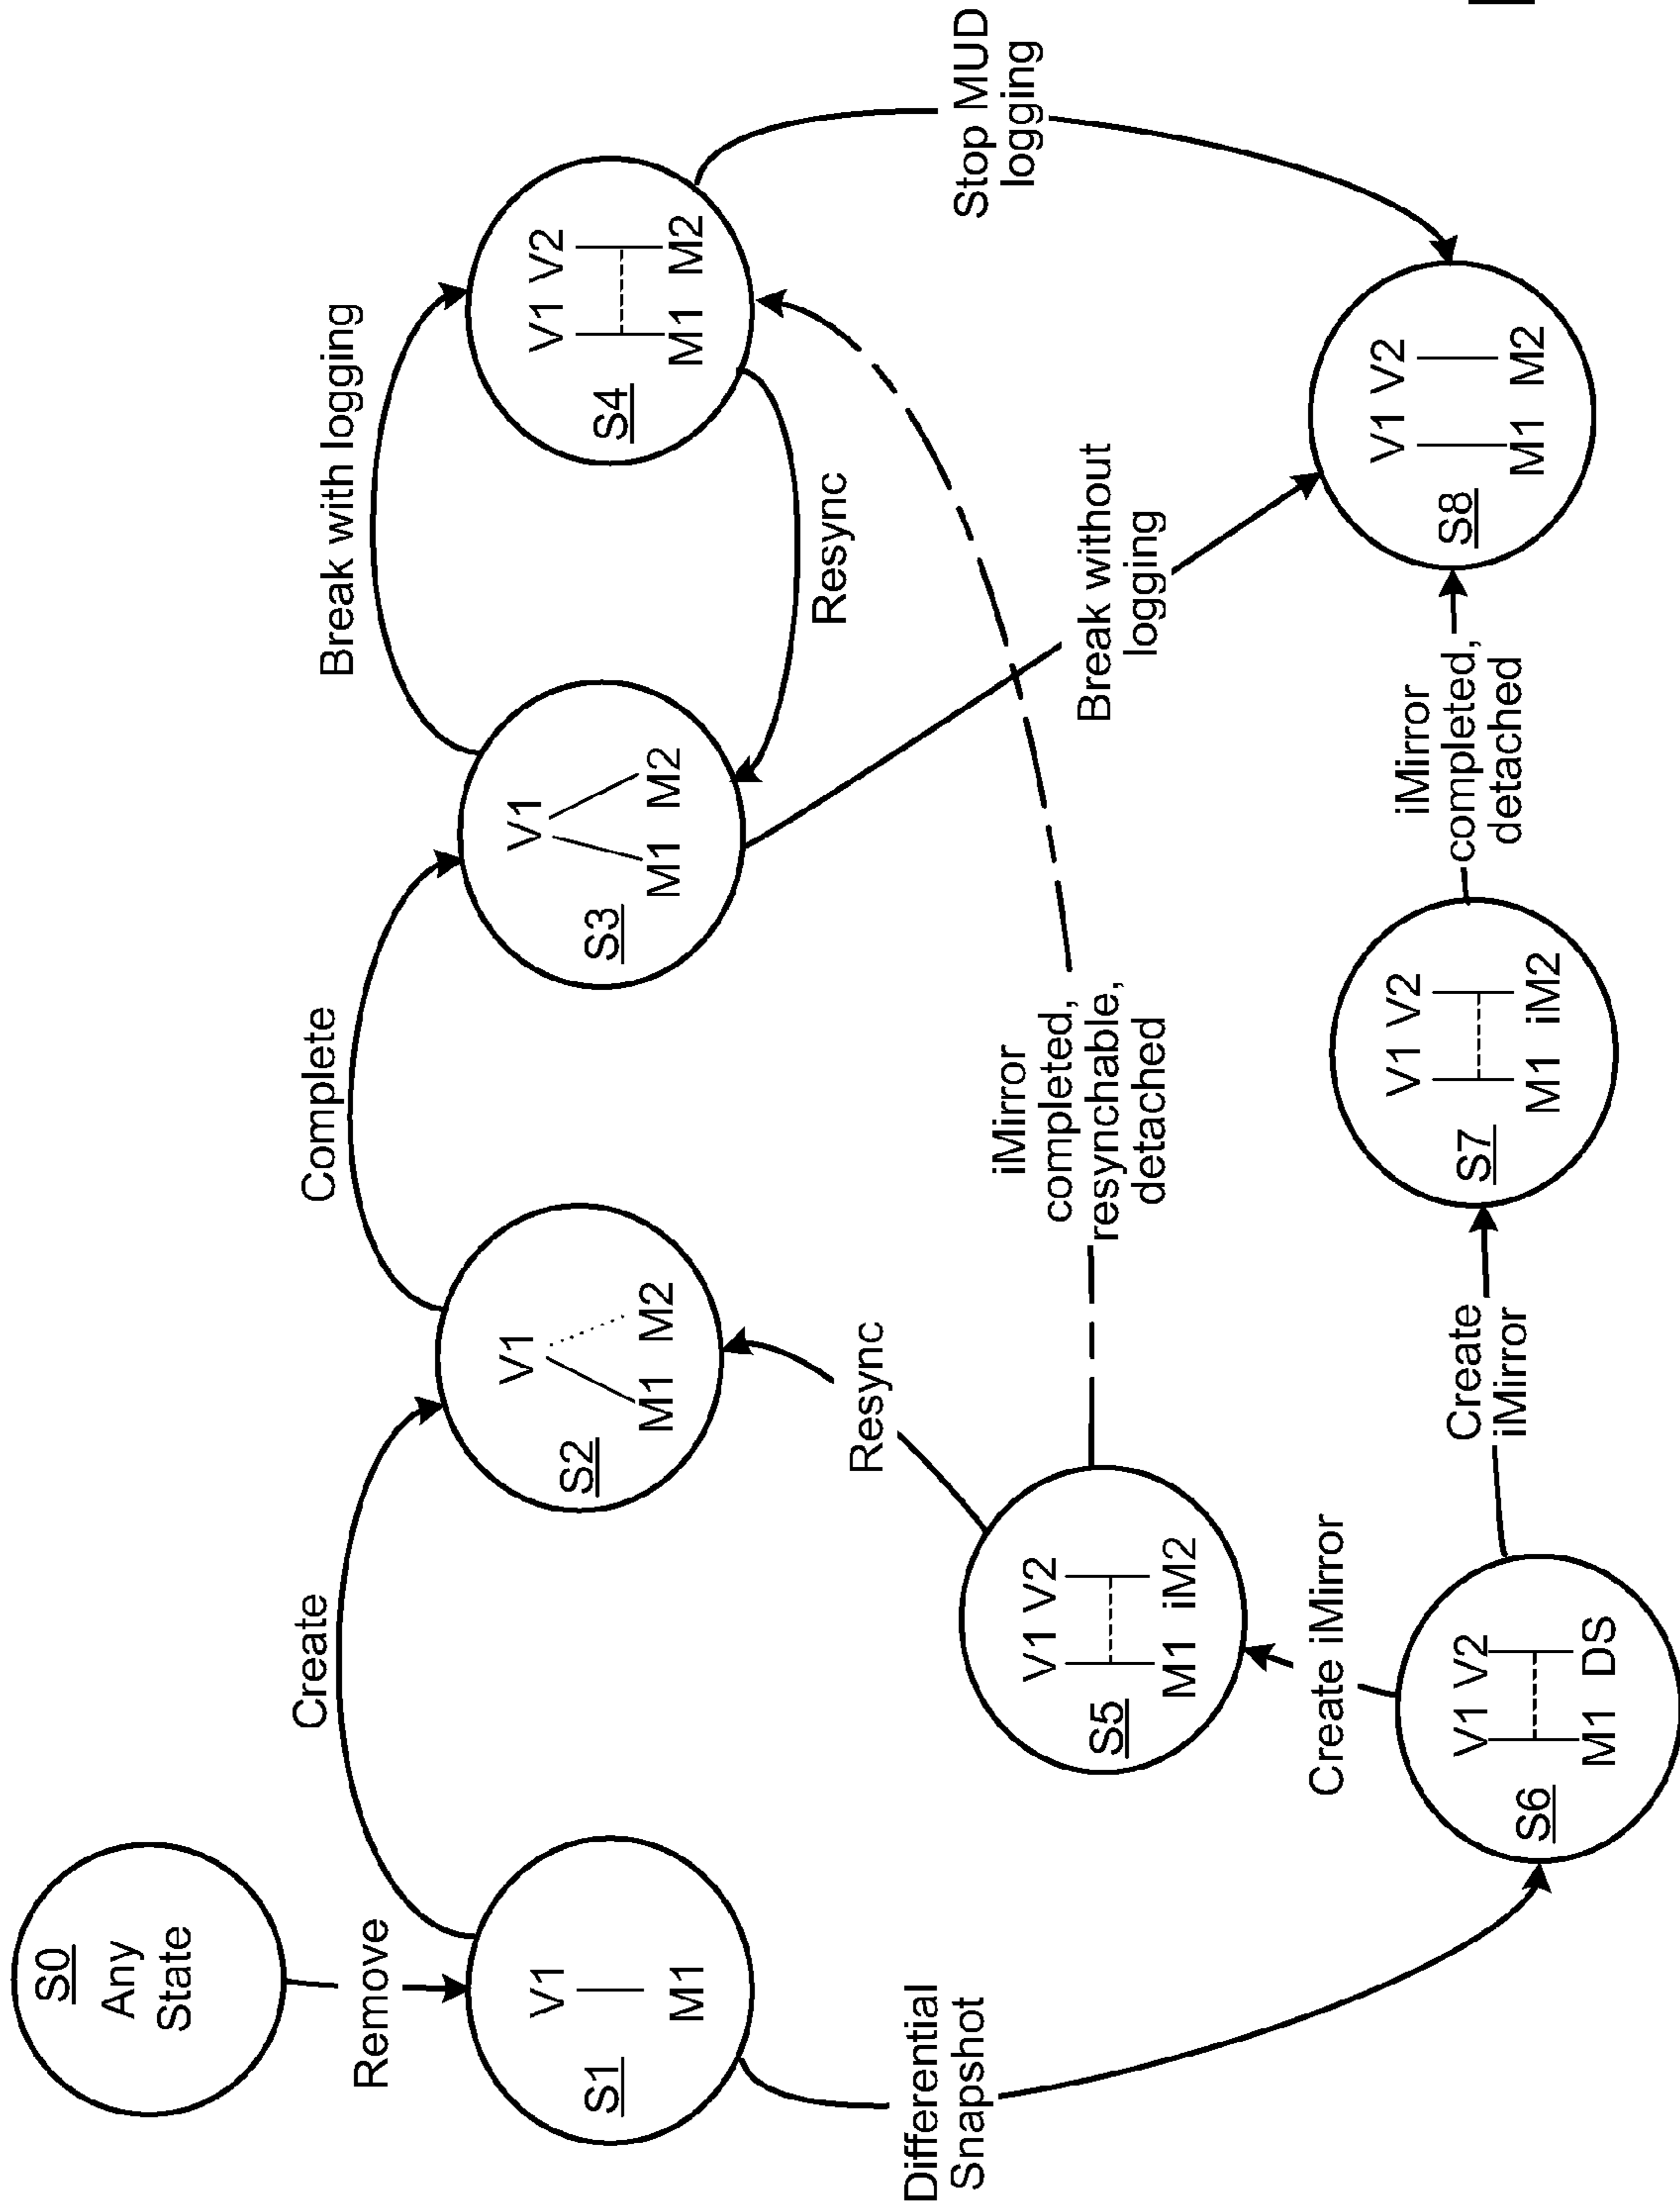 S0
Any
State
Remove
V1
S1
M1
Create
V1
S2
M1 M2
Complete
V1
S3
M1 M2
Break with logging
V1 V2
S4
M1 M2
Resync
Stop MUD
logging
Differential
Snapshot
Resync
V1 V2
S5
M1 iM2
iMirror
completed,
resynchable,
detached
Break without
logging
Create iMirror
V1 V2
S6
M1 DS
Create
iMirror
V1 V2
S7
M1 iM2
iMirror
completed,
detached
V1 V2
S8
M1 M2